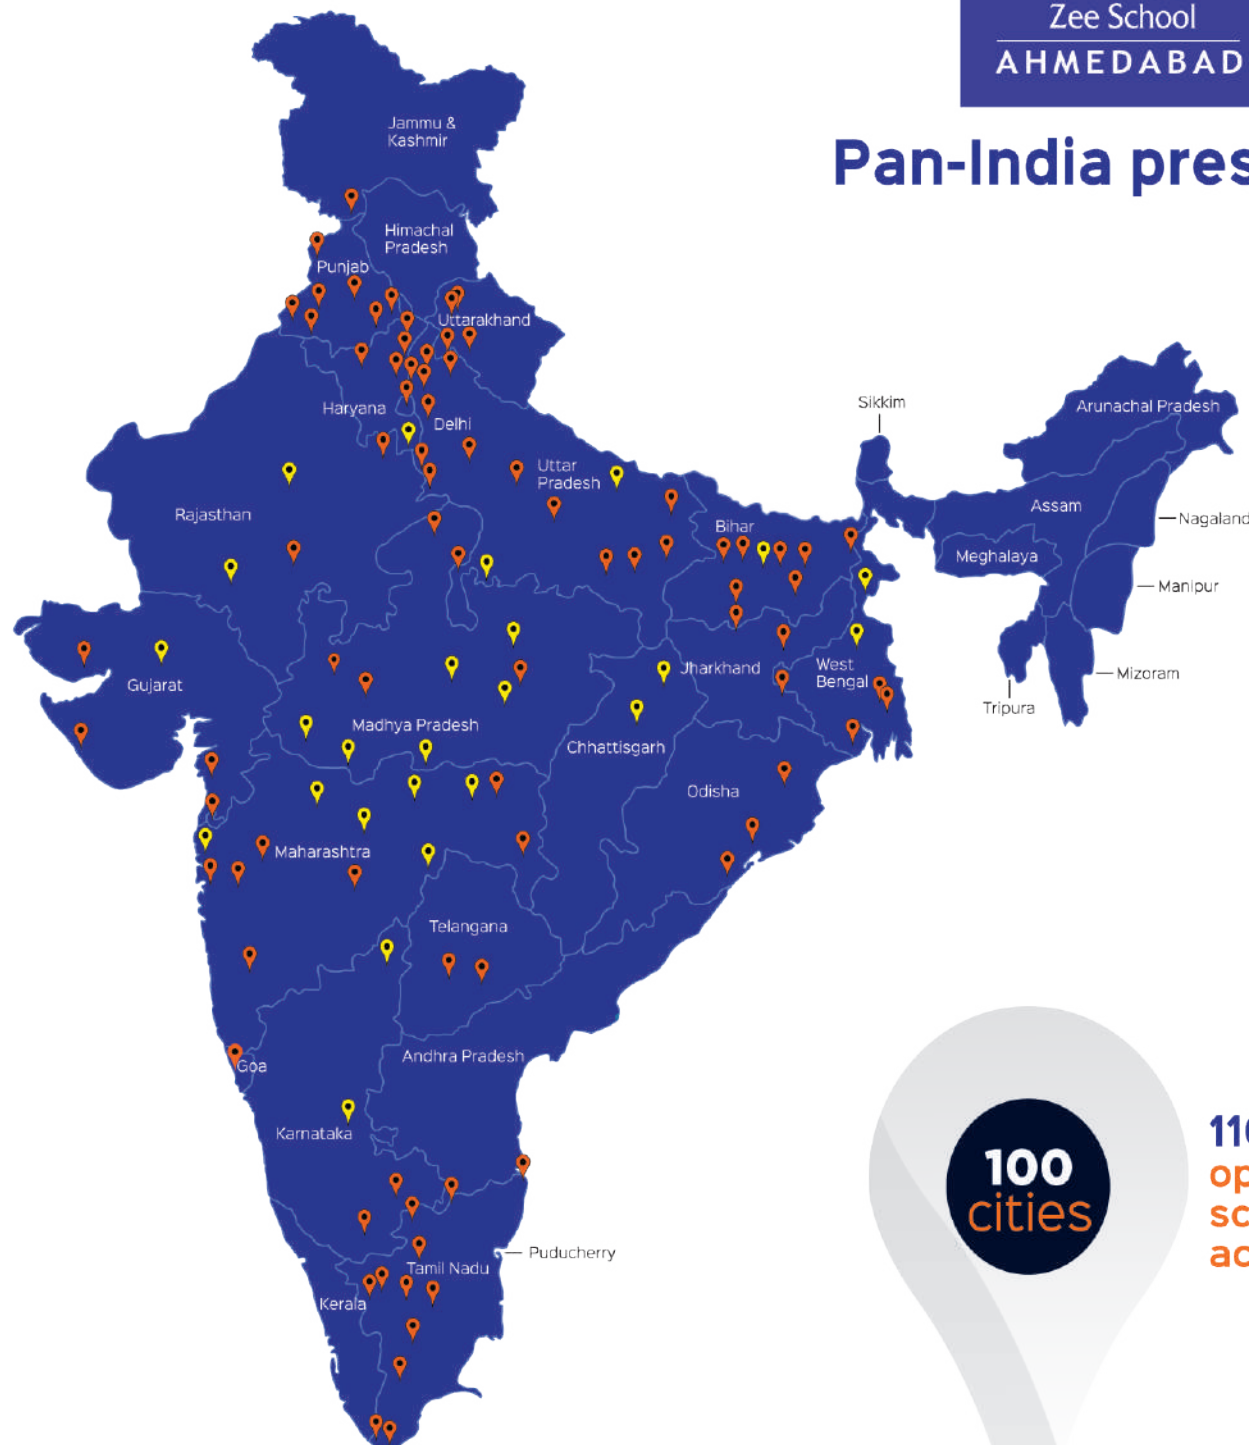 Zee School
AHMEDABAD
Pan-India
Jammu &
Kashmir
Himachal
Pradesh
Punjab
Uttarakhand
Haryana
Delhi
Sikkim
Arunachal Pradesh
Uttar
Pradesh
Rajasthan
Bihar
Assam
Nagaland
Meghalaya
Manipur
Gujarat
Jharkhand
West
Bengal
Mizoram
Tripura
Madhya Pradesh
Chhattisgarh
Odisha
Maharashtra
Telangana
Andhra Pradesh
Goa
Karnataka
100
cities
Puducherry
Tamil Nadu
Kerala